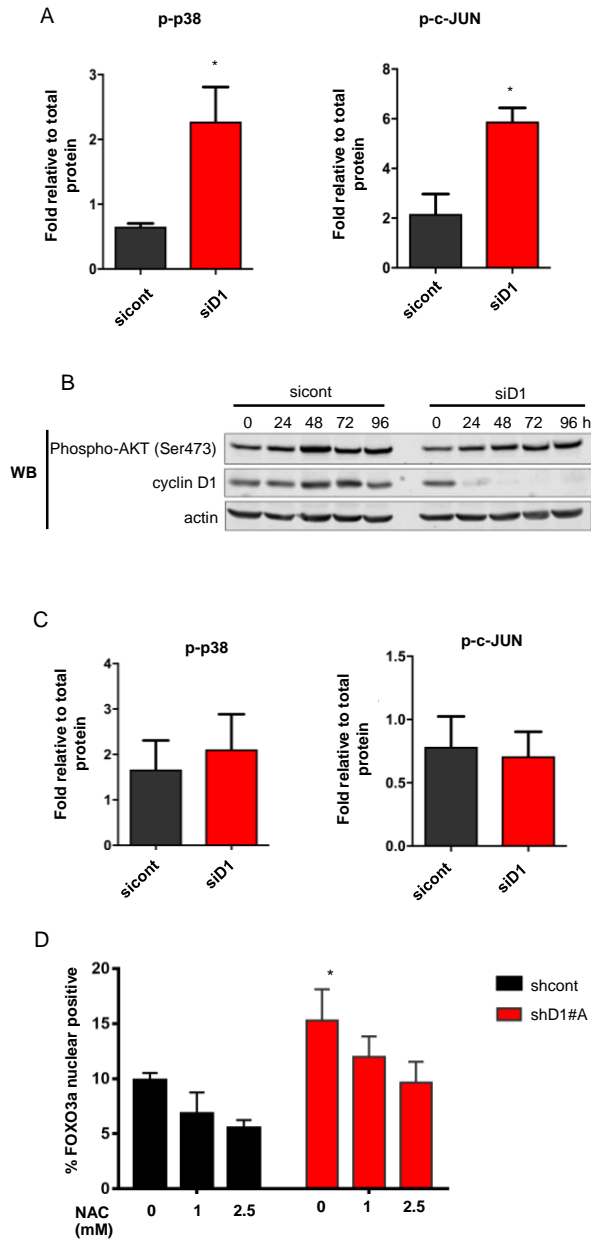 A
p-p38
p-c-JUN
Fold relative to total
protein
3
2
1
0
sicont
siD1
*
Fold relative to total
protein
8
6
4
2
0
sicont
siD1
*
B
sicont
siD1
0 24 48 72 96
0 24 48 72 96 h
WB
Phospho-AKT (Ser473)
cyclin D1
actin
C
p-p38
p-c-JUN
Fold relative to total
protein
4
3
2
1
0
sicont
siD1
Fold relative to total
protein
1.5
1.0
0.5
0.0
sicont
siD1
D
% FOXO3a nuclear positive
20
15
10
5
0
*
shcont
shD1#A
NAC
(mM)
0 1 2.5 0 1 2.5